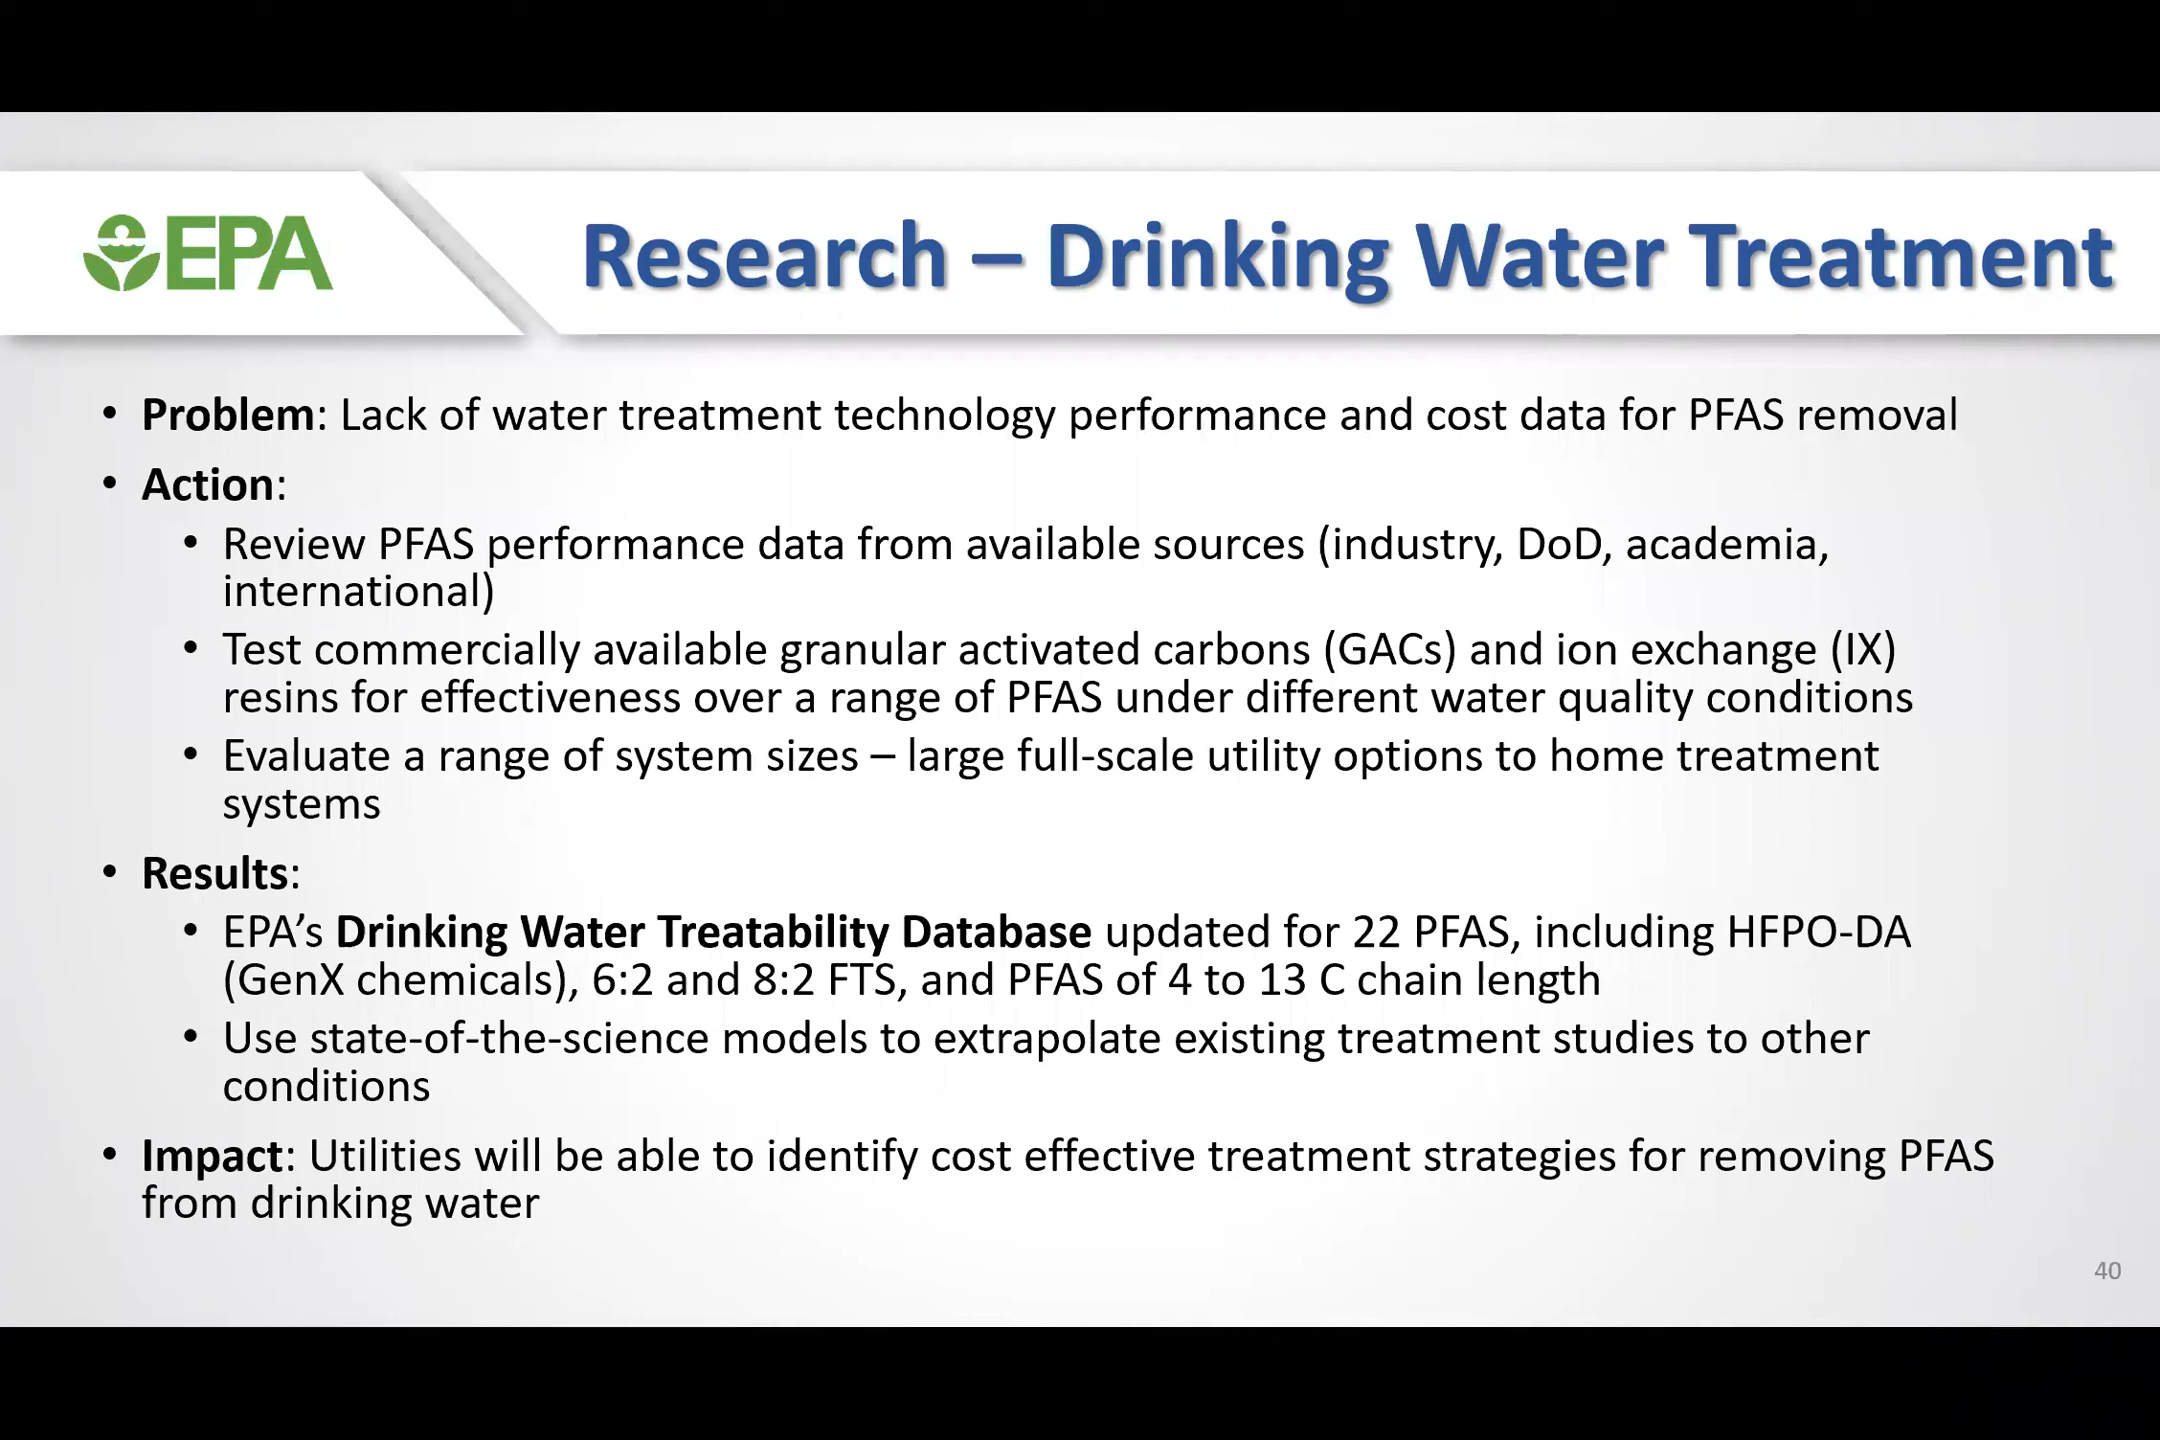 EPA
Research – Drinking Water Treatment
• Problem: Lack of water treatment technology performance and cost data for PFAS removal
• Action:
• Review PFAS performance data from available sources (industry, DoD, academia,
international)
• Test commercially available granular activated carbons (GACs) and ion exchange (IX)
resins for effectiveness over a range of PFAS under different water quality conditions
• Evaluate a range of system sizes – large full-scale utility options to home treatment
systems
• Results:
• EPA’s Drinking Water Treatability Database updated for 22 PFAS, including HFPO-DA
(GenX chemicals), 6:2 and 8:2 FTS, and PFAS of 4 to 13 C chain length
• Use state-of-the-science models to extrapolate existing treatment studies to other
conditions
• Impact: Utilities will be able to identify cost effective treatment strategies for removing PFAS
from drinking water
40